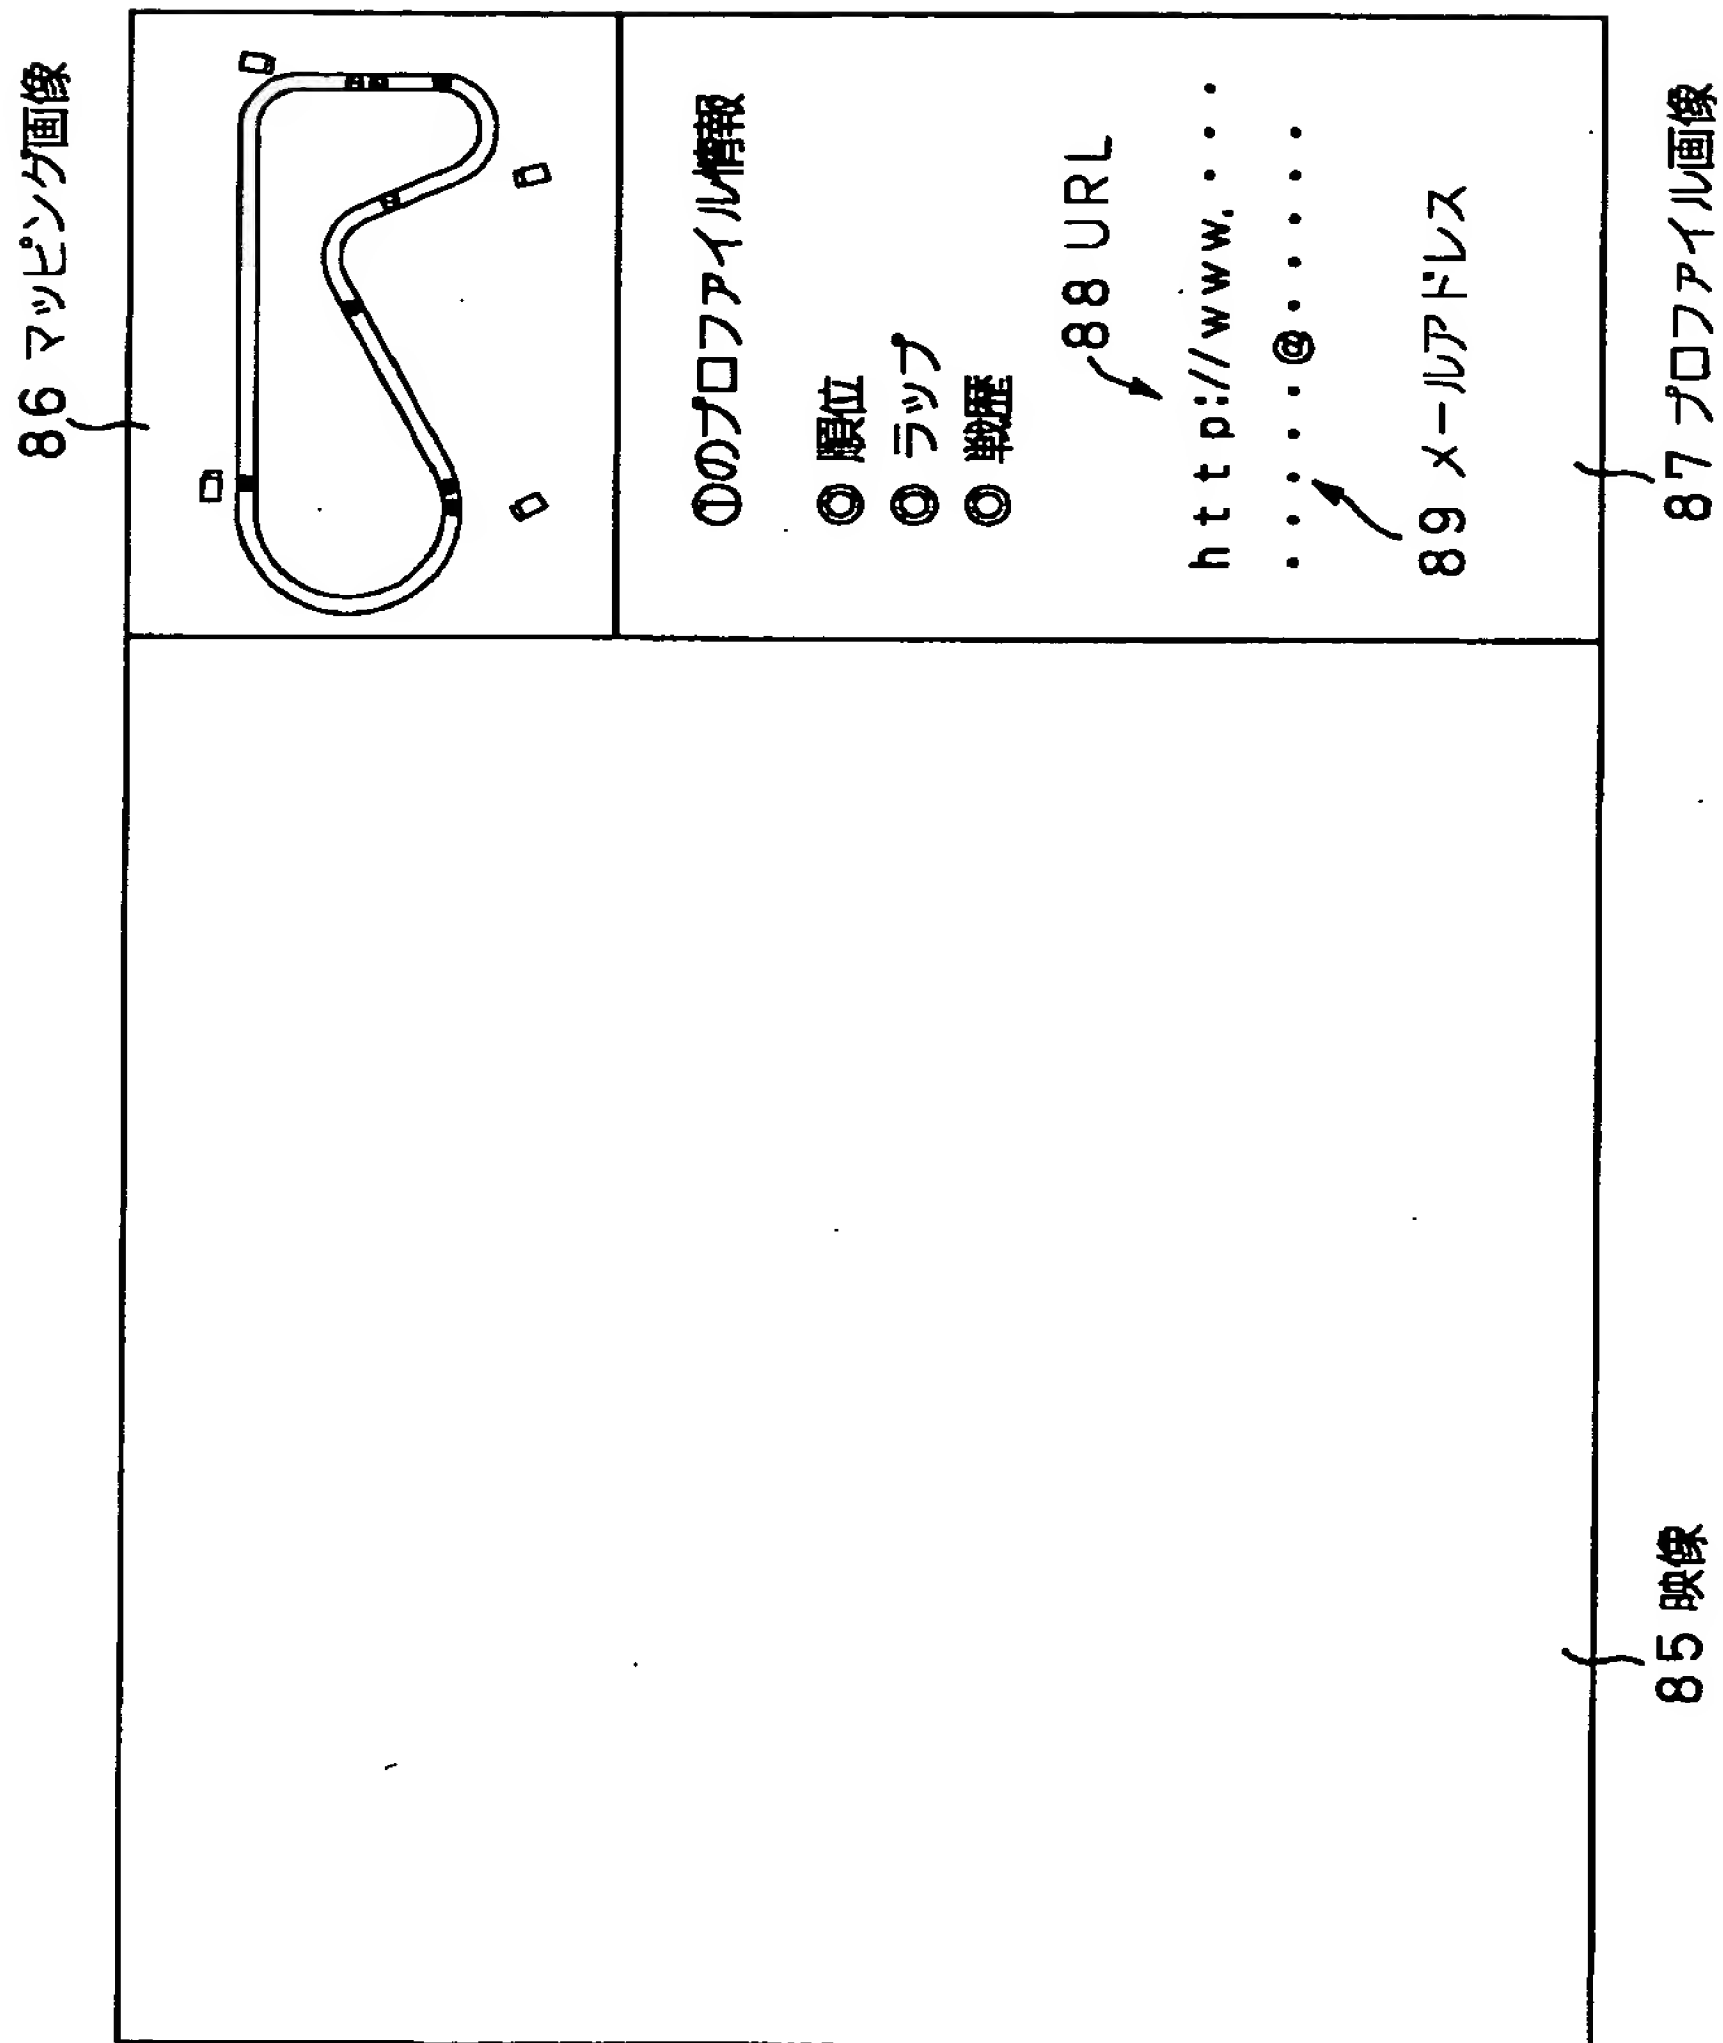 86 マッピング画像
①のプロファイル情報
◎ 順位
◎ ラップ
◎ 戦歴
88 URL
http://www. ・・・
・・・・・@・・・・・
89 メールアドレス
87 プロファイル画像
85 映像